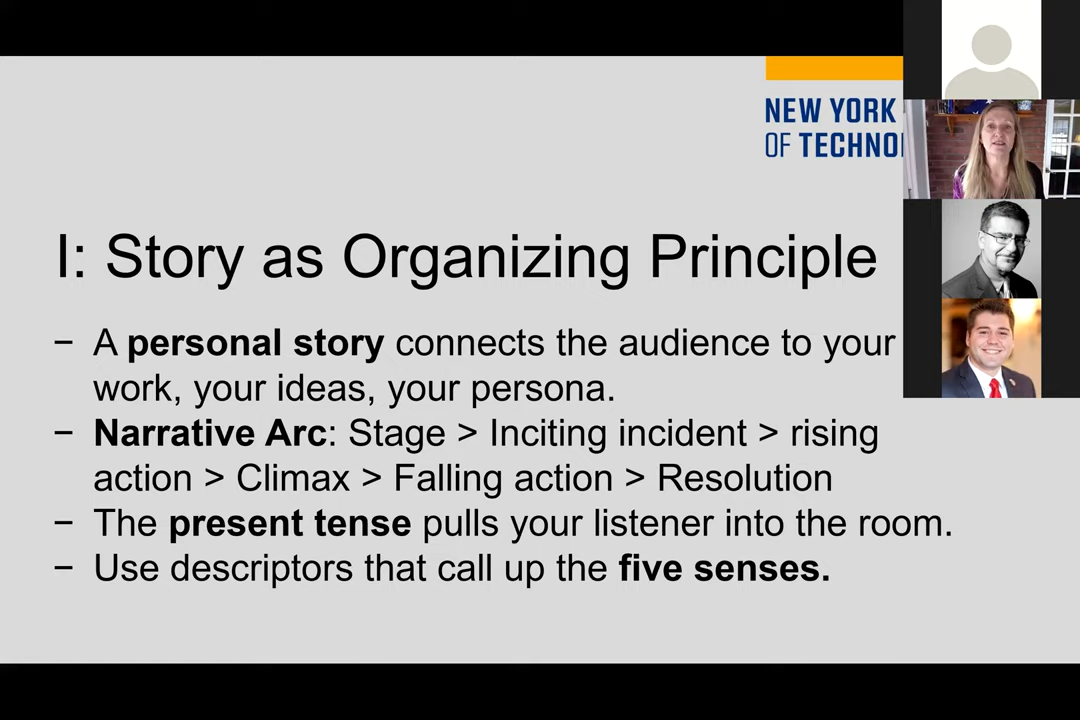 NEW YORK
OF
I: Story as Organizing Principle
− A personal story connects the audience to your
work, your ideas, your persona.
− Narrative Arc: Stage > Inciting incident > rising
action > Climax > Falling action > Resolution
− The present tense pulls your listener into the room.
− Use descriptors that call up the five senses.